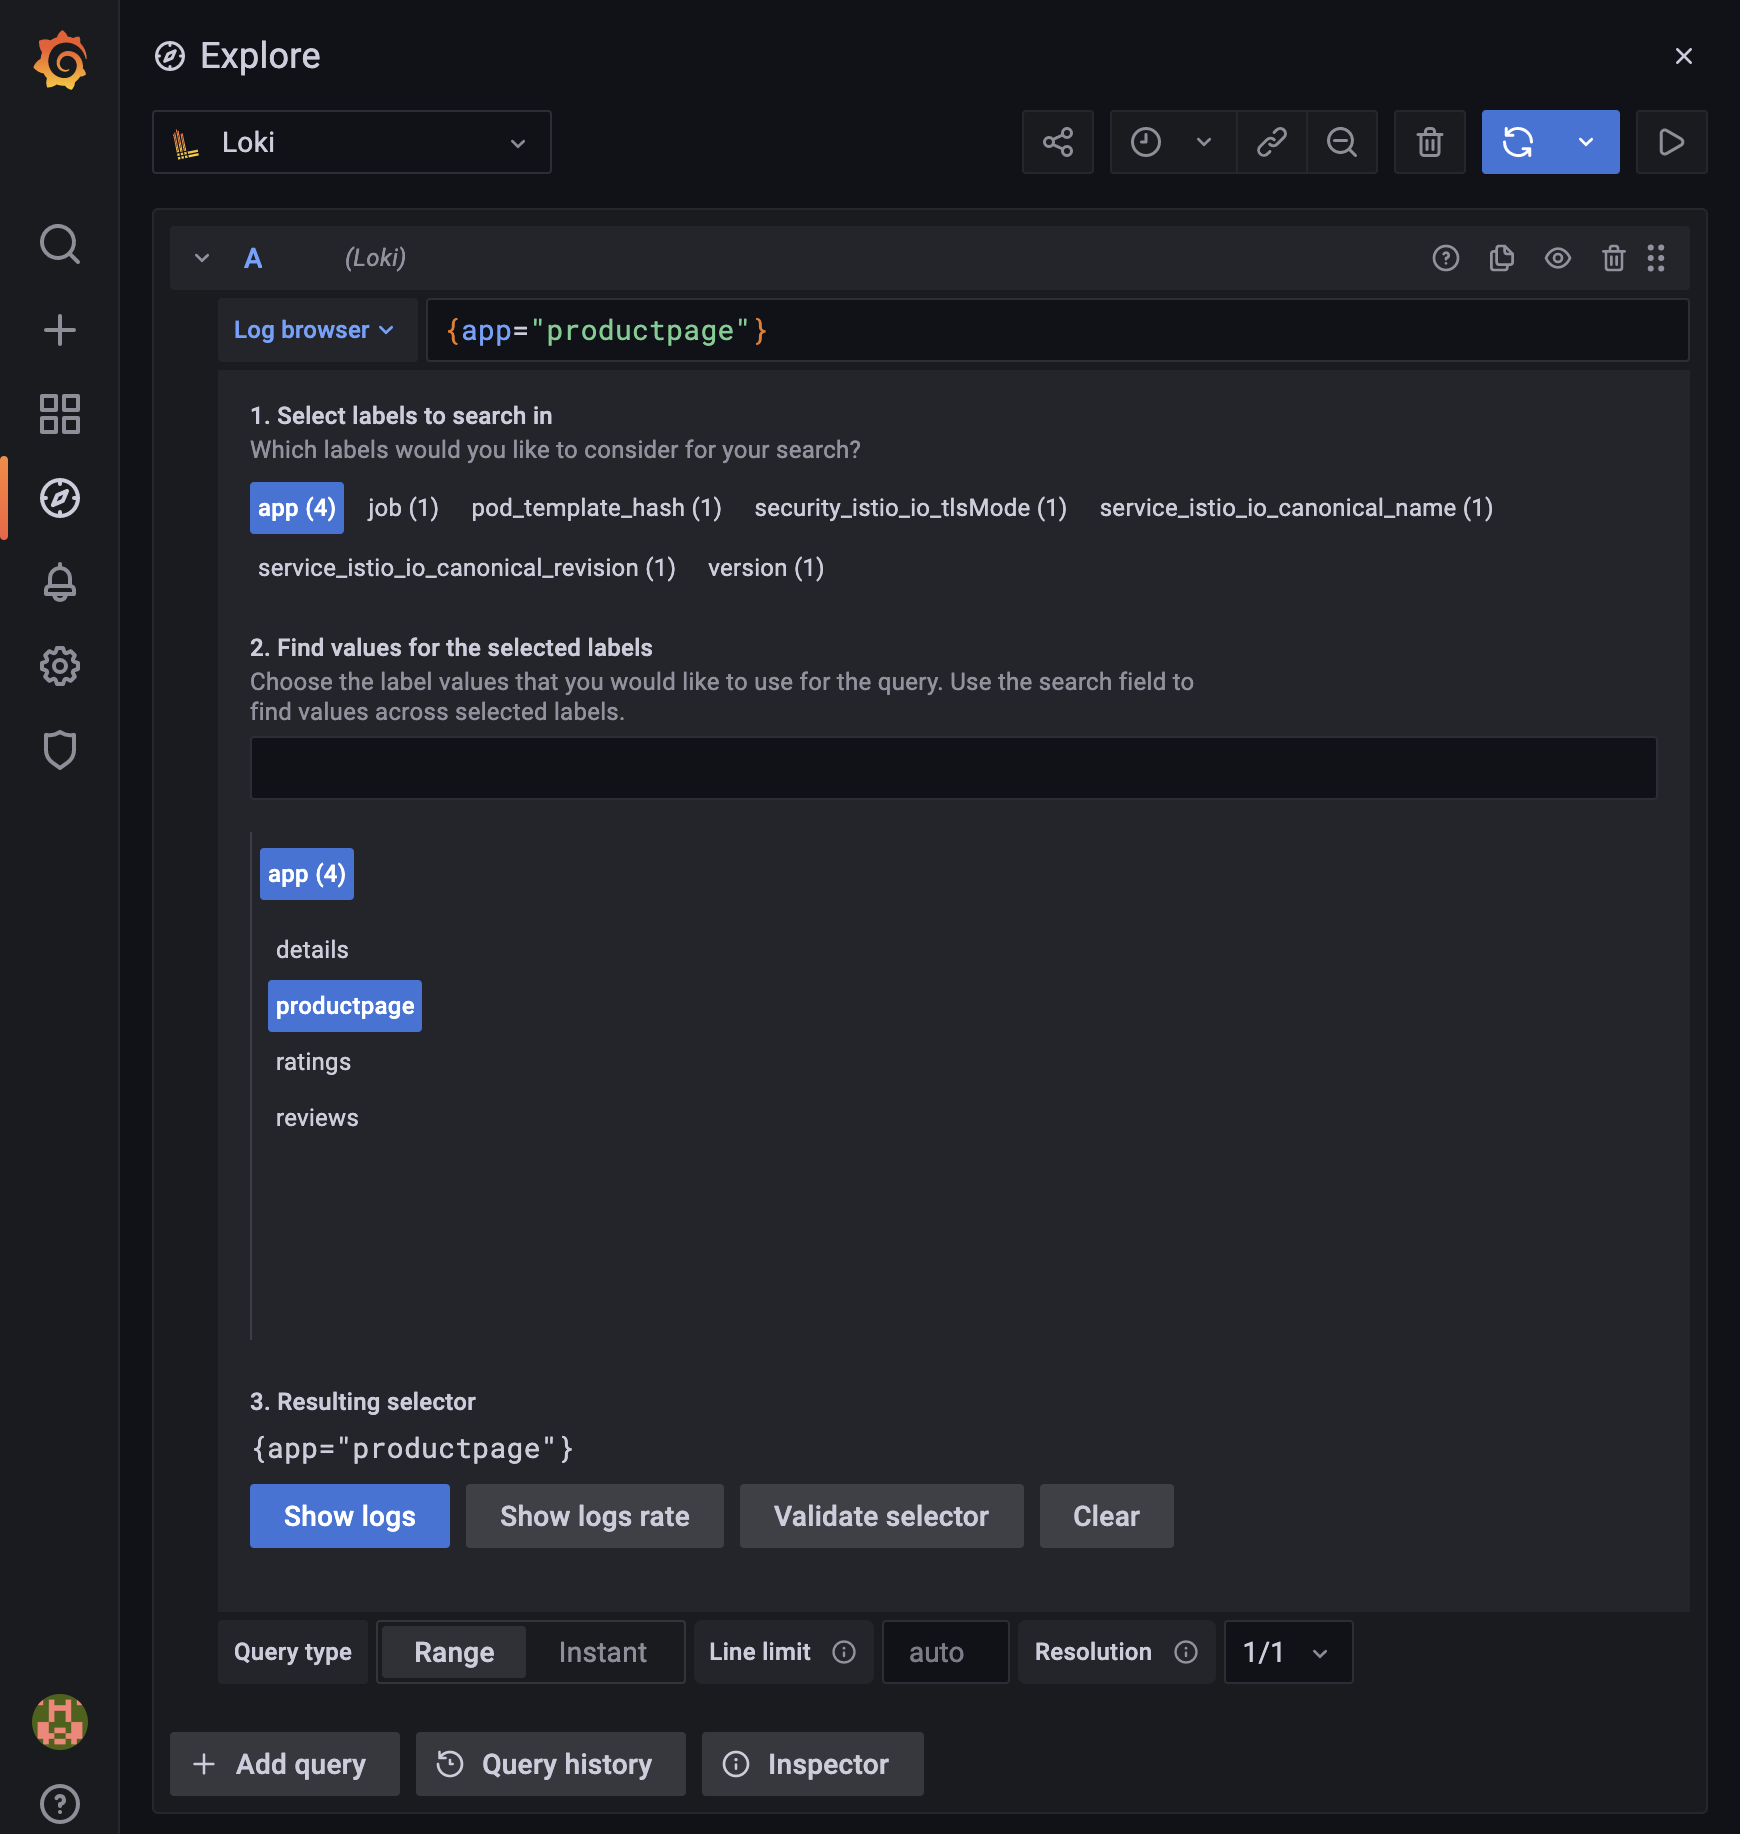 Explore
Loki
A (Loki)
Log browser {app="productpage"}
1. Select labels to search in
Which labels would you like to consider for your search?
app (4) job (1) pod_template_hash (1) security_istio_io_tlsMode (1) service_istio_io_canonical_name (1)
service_istio_io_canonical_revision (1) version (1)
2. Find values for the selected labels
Choose the label values that you would like to use for the query. Use the search field to
find values across selected labels.
app (4)
details
productpage
ratings
reviews
3. Resulting selector
{app="productpage"}
Show logs Show logs rate Validate selector Clear
Query type Range Instant Line limit auto Resolution 1/1
Add query Query history Inspector